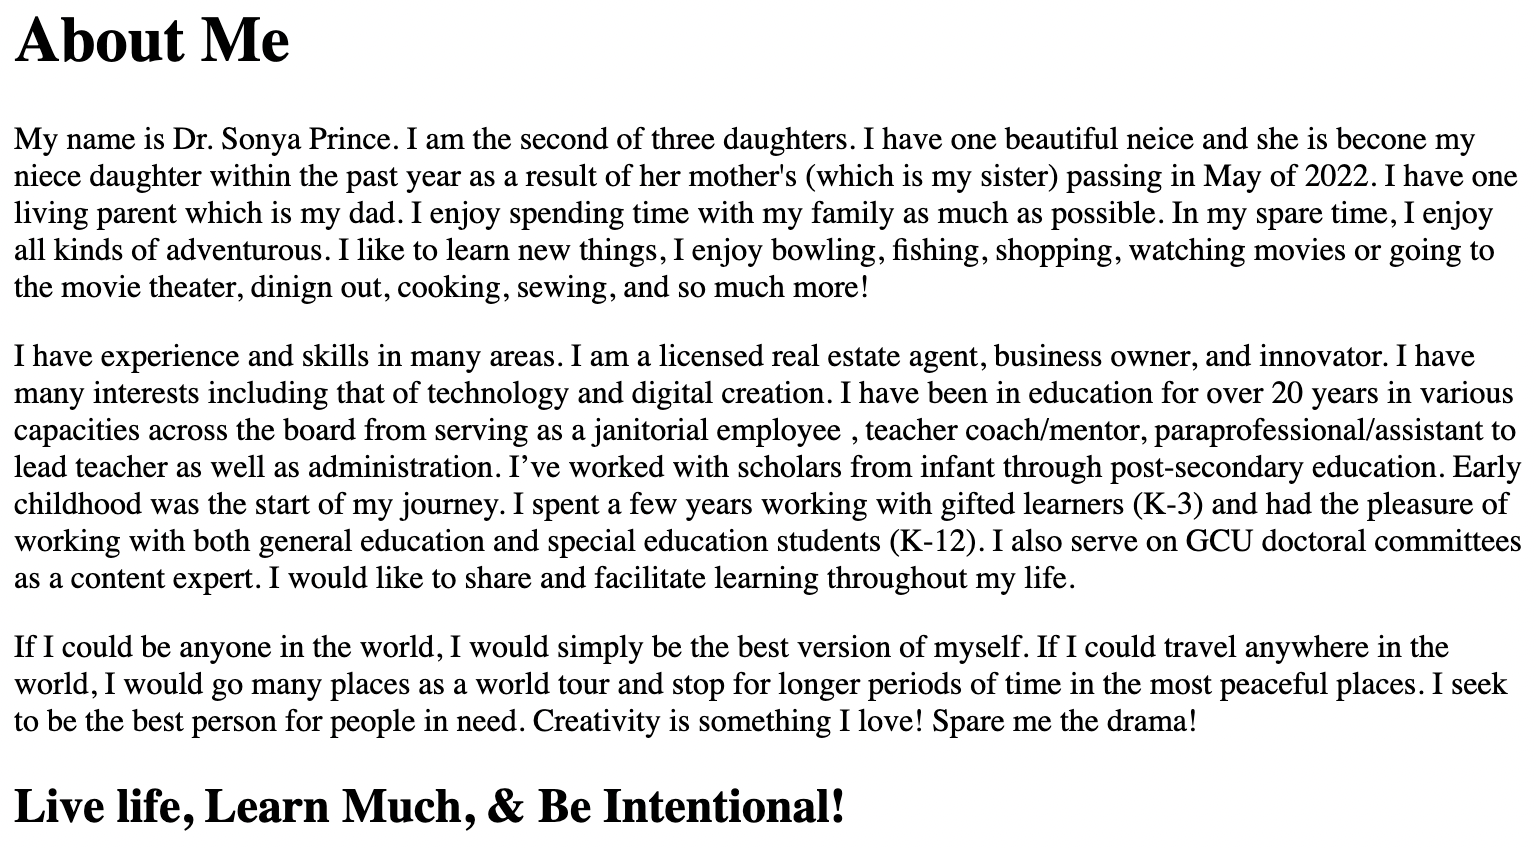 About Me
My name is Dr. Sonya Prince. I am the second of three daughters. I have one beautiful neice and she is becone my
niece daughter within the past year as a result of her mother's (which is my sister) passing in May of 2022. I have one
living parent which is my dad. I enjoy spending time with my family as much as possible. In my spare time, I enjoy
all kinds of adventurous. I like to learn new things, I enjoy bowling, fishing, shopping, watching movies or going to
the movie theater, dinign out, cooking, sewing, and so much more!
I have experience and skills in many areas. I am a licensed real estate agent, business owner, and innovator. I have
many interests including that of technology and digital creation. I have been in education for over 20 years in various
capacities across the board from serving as a janitorial employee , teacher coach/mentor, paraprofessional/assistant to
lead teacher as well as administration. I’ve worked with scholars from infant through post-secondary education. Early
childhood was the start of my journey. I spent a few years working with gifted learners (K-3) and had the pleasure of
working with both general education and special education students (K-12). I also serve on GCU doctoral committees
as a content expert. I would like to share and facilitate learning throughout my life.
If I could be anyone in the world, I would simply be the best version of myself. If I could travel anywhere in the
world, I would go many places as a world tour and stop for longer periods of time in the most peaceful places. I seek
to be the best person for people in need. Creativity is something I love! Spare me the drama!
Live life, Learn Much, & Be Intentional!